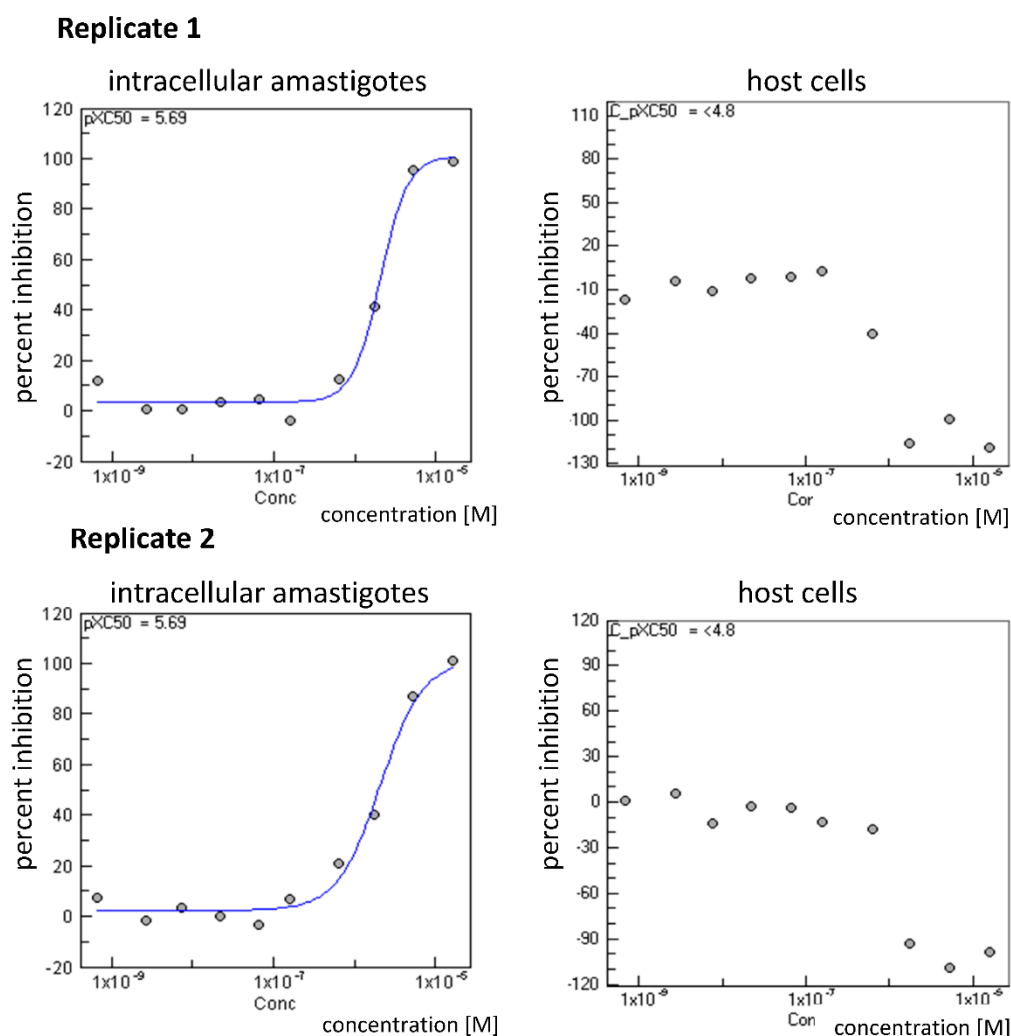 Replicate 1
intracellular amastigotes
host cells
pXC50 = 5.69
120
100
80
60
40
20
0
-20
percent inhibition
1x10⁻⁹
1x10⁻⁷
1x10⁻⁵
Conc
concentration [M]
C_pXC50 = <4.8
110
80
50
20
-10
-40
-70
-100
-130
percent inhibition
1x10⁻⁹
1x10⁻⁷
1x10⁻⁵
Cor
concentration [M]
Replicate 2
intracellular amastigotes
host cells
pXC50 = 5.69
120
100
80
60
40
20
0
-20
percent inhibition
1x10⁻⁹
1x10⁻⁷
1x10⁻⁵
Conc
concentration [M]
C_pXC50 = <4.8
120
90
60
30
0
-30
-60
-90
-120
percent inhibition
1x10⁻⁹
1x10⁻⁷
1x10⁻⁵
Con
concentration [M]